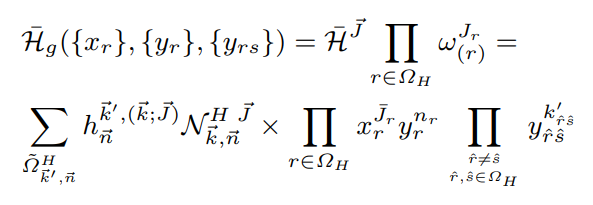 \bar{\mathcal{H}}_g(\{x_r\},\{y_r\},\{y_{rs}\}) = \bar{\mathcal{H}}^{\vec{J}} \prod_{r \in \Omega_H} \omega_{(r)}^{J_r} =
\sum_{\tilde{\Omega}^H_{\vec{k}',\vec{n}}} h_{\vec{n}}^{\vec{k}',(\vec{k};\vec{J})} \mathcal{N}_{\vec{k},\vec{n}}^{H\ \vec{J}} \times \prod_{r \in \Omega_H} x_r^{\bar{J}_r} y_r^{n_r} \prod_{\substack{\hat{r} \neq \hat{s} \\ \hat{r},\hat{s} \in \Omega_H}} y_{\hat{r}\hat{s}}^{k'_{\hat{r}\hat{s}}}